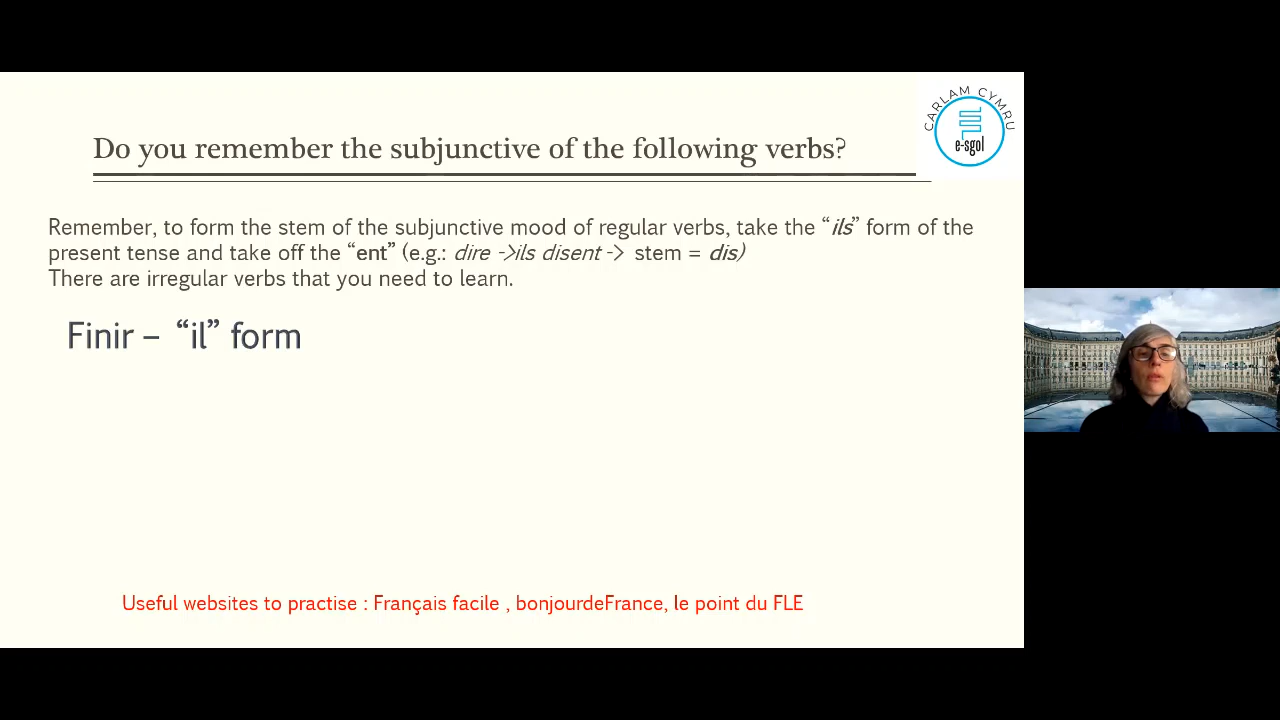 CARLAM CYMRU
e-sgol
Do you remember the subjunctive of the following verbs?
Remember, to form the stem of the subjunctive mood of regular verbs, take the “ils” form of the
present tense and take off the “ent” (e.g.: dire ->ils disent -> stem = dis)
There are irregular verbs that you need to learn.
Finir – “il” form
Useful websites to practise : Français facile , bonjourdeFrance, le point du FLE